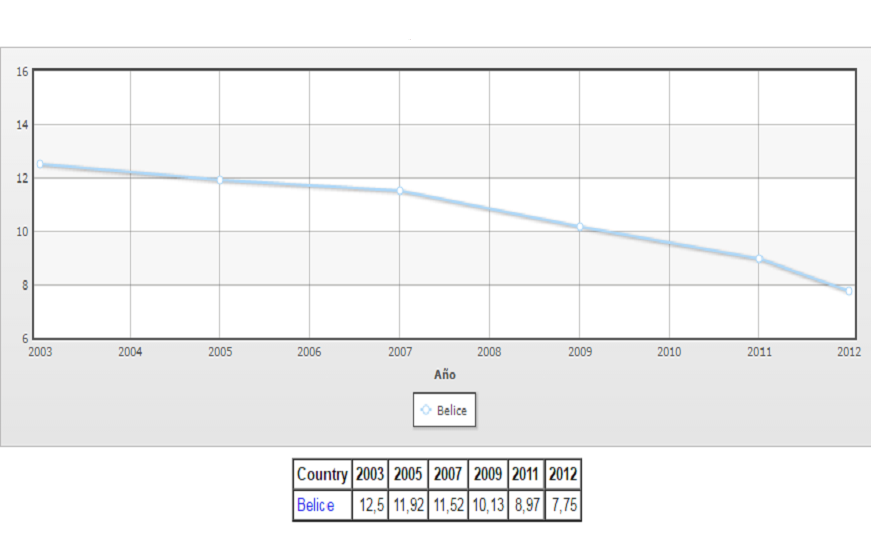 16
14
12
10
8
6
2003 2004 2005 2006 2007 2008 2009 2010 2011 2012
Año
Belice
Country 2003 2005 2007 2009 2011 2012
Belice 12,5 11,92 11,52 10,13 8,97 7,75